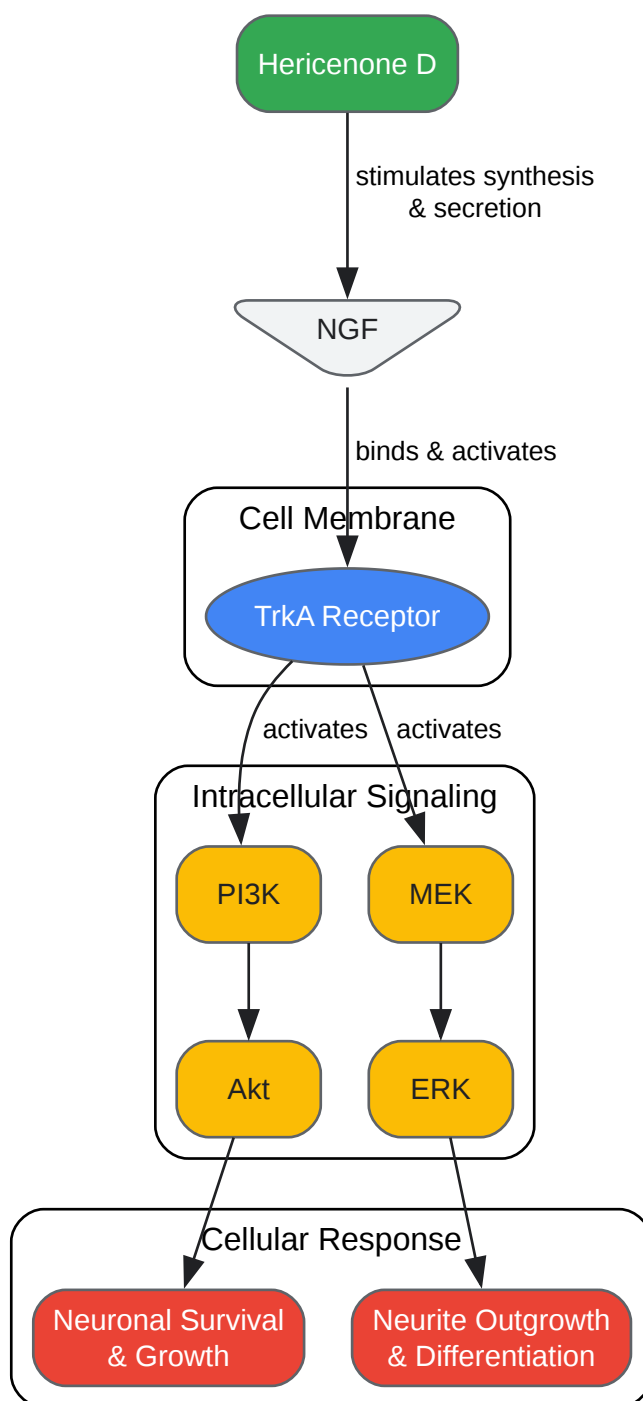 Hericenone D
stimulates synthesis
& secretion
NGF
binds & activates
Cell Membrane
TrkA Receptor
activates
activates
Intracellular Signaling
PI3K
MEK
Akt
ERK
Cellular Response
Neuronal Survival
& Growth
Neurite Outgrowth
& Differentiation